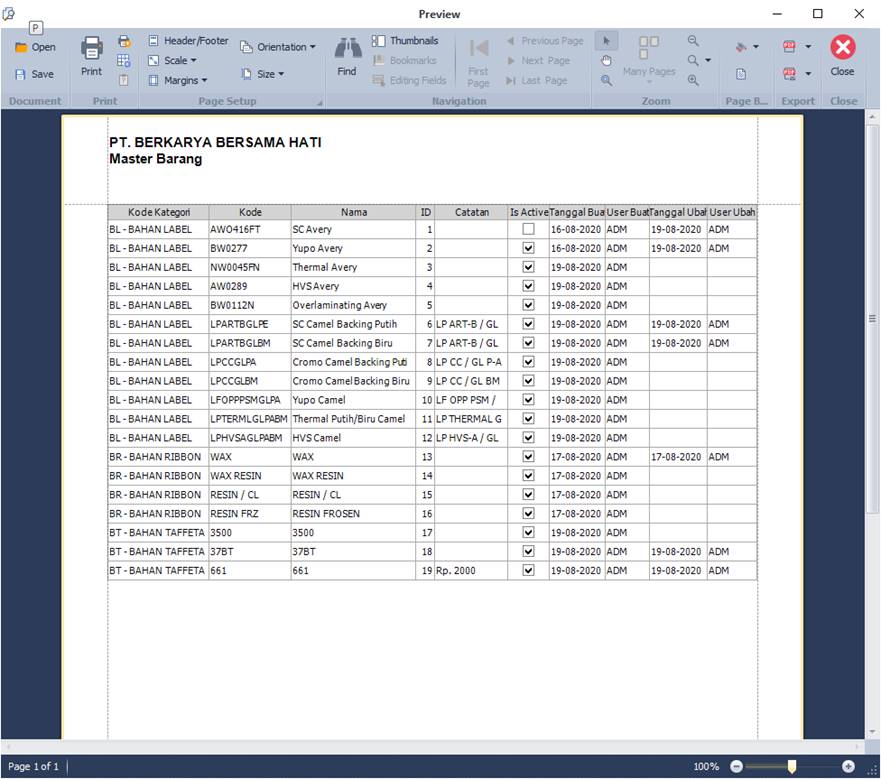 Preview
P
Open
Save
Document
Print
Print
Header/Footer
Scale
Margins
Orientation
Size
Page Setup
Find
Thumbnails
Bookmarks
Editing Fields
First Page
Previous Page
Next Page
Last Page
Navigation
Many Pages
Zoom
Page B...
PDF
PDF
Export
Close
Close
PT. BERKARYA BERSAMA HATI
Master Barang
Kode Kategori Kode Nama ID Catatan Is Active Tanggal Bua User Buat Tanggal Ubal User Ubah
BL - BAHAN LABEL AWO416FT SC Avery 1 16-08-2020 ADM 19-08-2020 ADM
BL - BAHAN LABEL BW0277 Yupo Avery 2 16-08-2020 ADM 19-08-2020 ADM
BL - BAHAN LABEL NW0045FN Thermal Avery 3 19-08-2020 ADM
BL - BAHAN LABEL AW0289 HVS Avery 4 19-08-2020 ADM
BL - BAHAN LABEL BW0112N Overlaminating Avery 5 19-08-2020 ADM
BL - BAHAN LABEL LPARTBGLPE SC Camel Backing Putih 6 LP ART-B / GL 19-08-2020 ADM 19-08-2020 ADM
BL - BAHAN LABEL LPARTBGLBM SC Camel Backing Biru 7 LP ART-B / GL 19-08-2020 ADM 19-08-2020 ADM
BL - BAHAN LABEL LPCCGLPA Cromo Camel Backing Puti 8 LP CC / GL P-A 19-08-2020 ADM
BL - BAHAN LABEL LPCCGLBM Cromo Camel Backing Biru 9 LP CC / GL BM 19-08-2020 ADM
BL - BAHAN LABEL LFOPPPSMGLPA Yupo Camel 10 LF OPP PSM / 19-08-2020 ADM
BL - BAHAN LABEL LPTERMLGLPABM Thermal Putih/Biru Camel 11 LP THERMAL G 19-08-2020 ADM
BL - BAHAN LABEL LPHVSAGLPABM HVS Camel 12 LP HVS-A / GL 19-08-2020 ADM
BR - BAHAN RIBBON WAX WAX 13 17-08-2020 ADM 17-08-2020 ADM
BR - BAHAN RIBBON WAX RESIN WAX RESIN 14 17-08-2020 ADM
BR - BAHAN RIBBON RESIN / CL RESIN / CL 15 17-08-2020 ADM
BR - BAHAN RIBBON RESIN FRZ RESIN FROSEN 16 17-08-2020 ADM
BT - BAHAN TAFFETA 3500 3500 17 19-08-2020 ADM
BT - BAHAN TAFFETA 37BT 37BT 18 19-08-2020 ADM 19-08-2020 ADM
BT - BAHAN TAFFETA 661 661 19 Rp. 2000 19-08-2020 ADM 19-08-2020 ADM
Page 1 of 1
100%